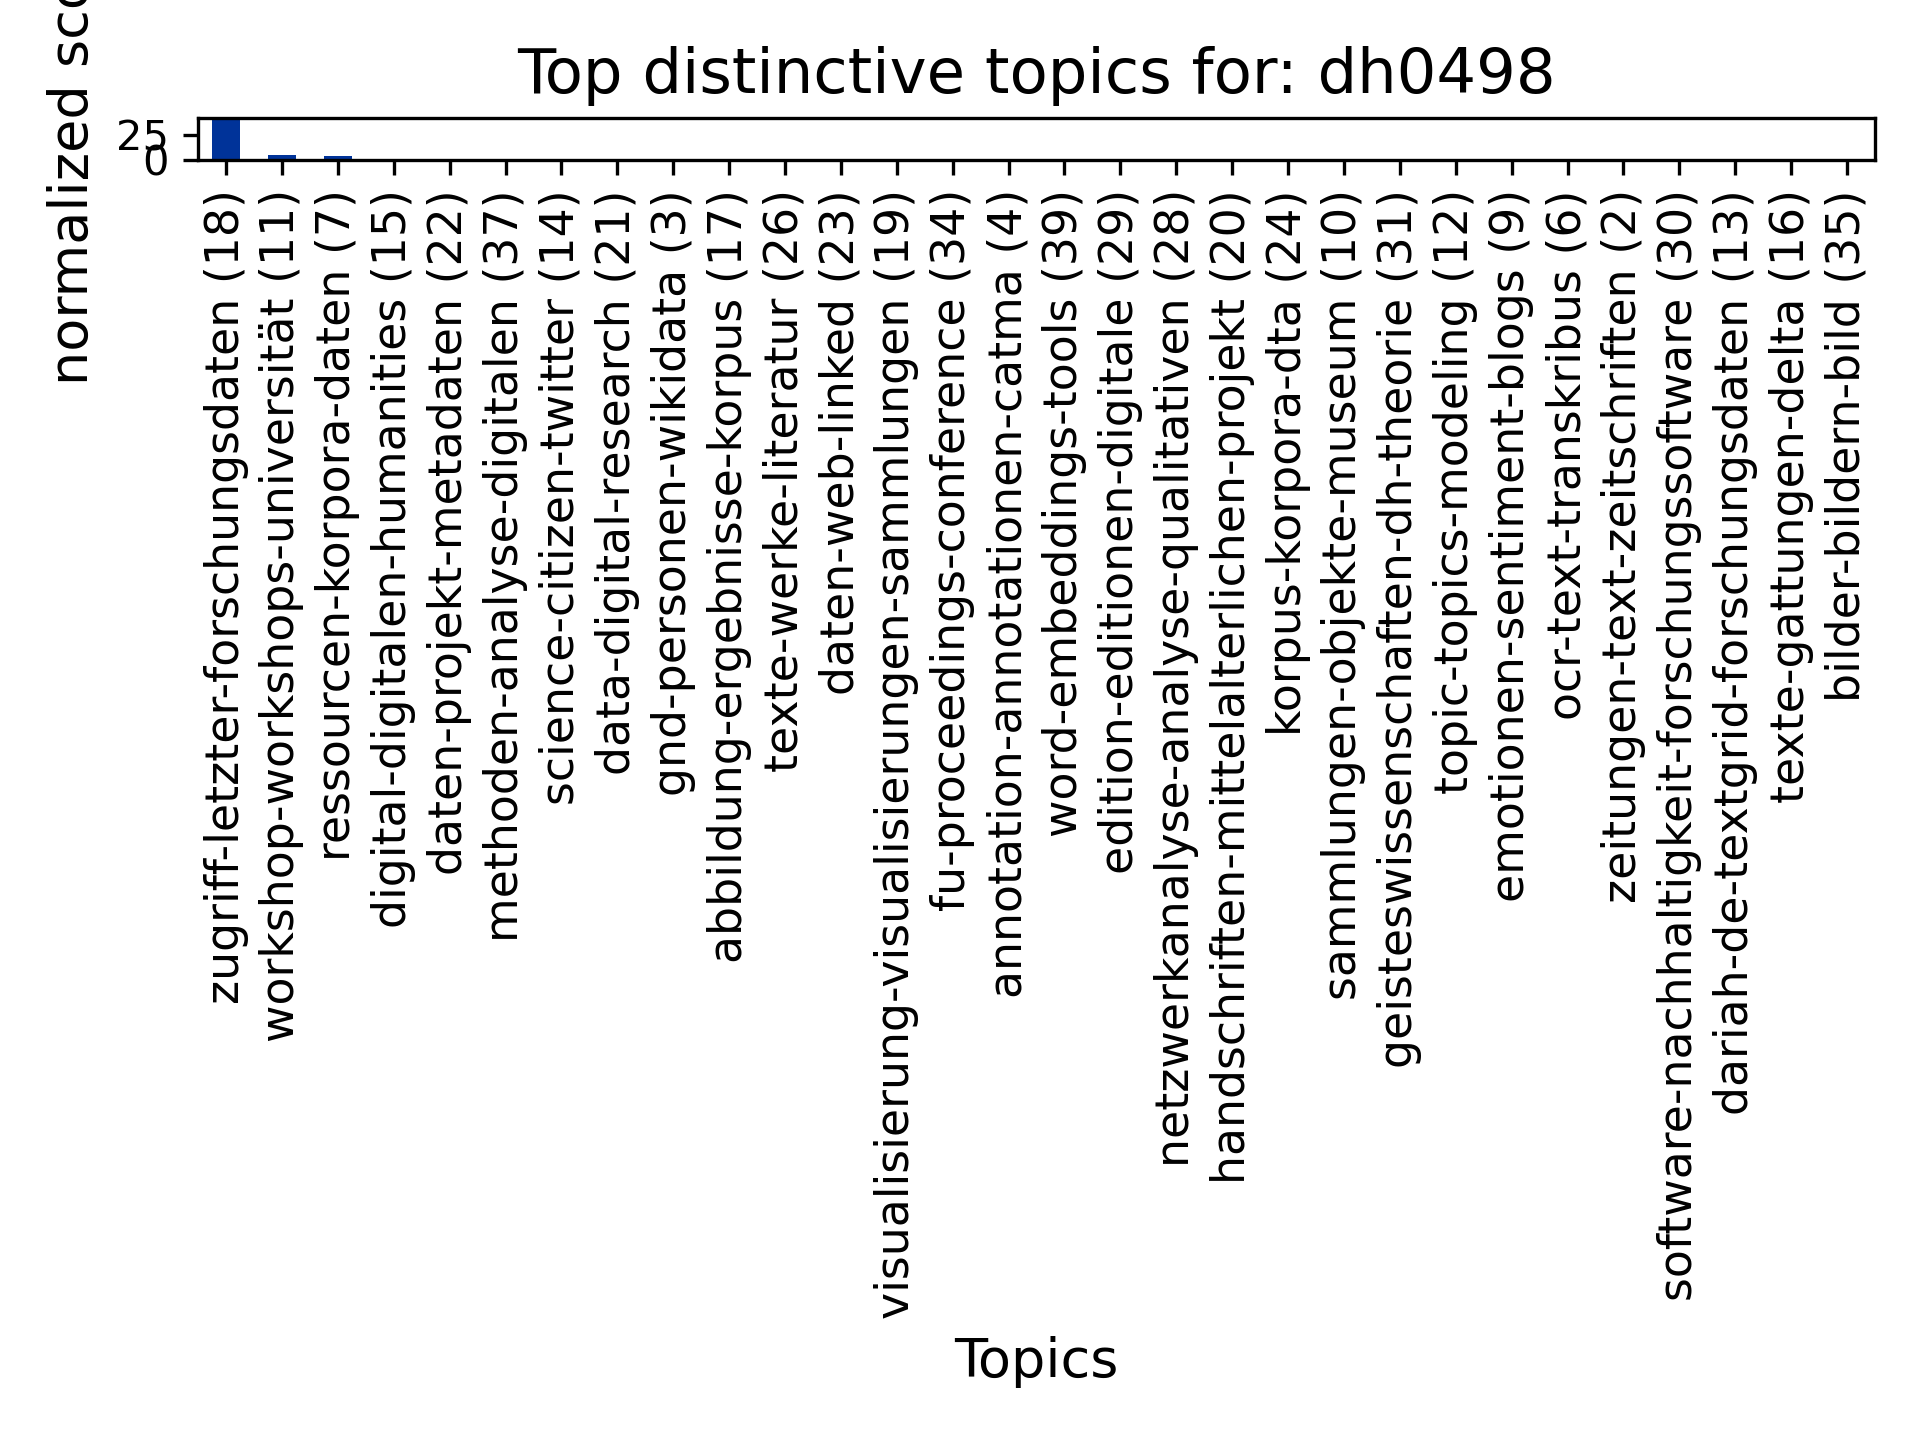 Top distinctive topics for: dh0498
normalized
25
0
zugriff-letzter-forschungsdaten (18)
workshop-workshops-universität (11)
ressourcen-korpora-daten (7)
digital-digitalen-humanities (15)
daten-projekt-metadaten (22)
methoden-analyse-digitalen (37)
science-citizen-twitter (14)
data-digital-research (21)
gnd-personen-wikidata (3)
abbildung-ergebnisse-korpus (17)
texte-werke-literatur (26)
daten-web-linked (23)
visualisierung-visualisierungen-sammlungen (19)
fu-proceedings-conference (34)
annotation-annotationen-catma (4)
word-embeddings-tools (39)
edition-editionen-digitale (29)
netzwerkanalyse-analyse-qualitativen (28)
handschriften-mittelalterlichen-projekt (20)
korpus-korpora-dta (24)
sammlungen-objekte-museum (10)
geisteswissenschaften-dh-theorie (31)
topic-topics-modeling (12)
emotionen-sentiment-blogs (9)
ocr-text-transkribus (6)
zeitungen-text-zeitschriften (2)
software-nachhaltigkeit-forschungssoftware (30)
dariah-de-textgrid-forschungsdaten (13)
texte-gattungen-delta (16)
bilder-bildern-bild (35)
Topics